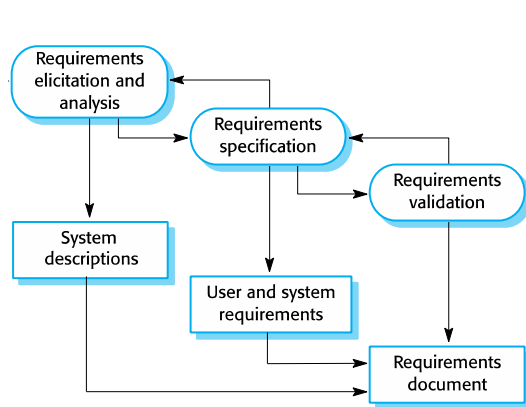 Requirements
elicitation and
analysis
Requirements
specification
Requirements
validation
System
descriptions
User and system
requirements
Requirements
document